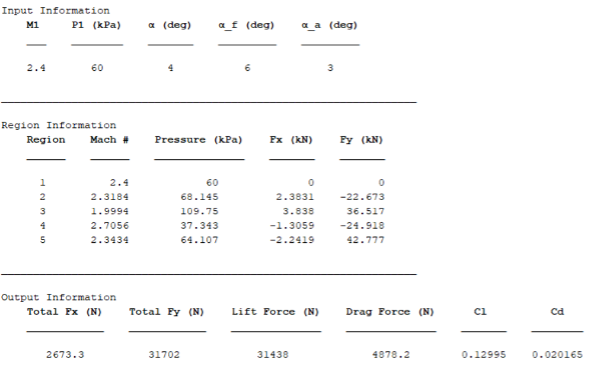 Input Information
M1 P1 (kPa) α (deg) α_f (deg) α_a (deg)
2.4 60 4 6 3
Region Information
Region Mach # Pressure (kPa) Fx (kN) Fy (kN)
1 2.4 60 0 0
2 2.3184 68.145 2.3831 -22.673
3 1.9994 109.75 3.838 36.517
4 2.7056 37.343 -1.3059 -24.918
5 2.3434 64.107 -2.2419 42.777
Output Information
Total Fx (N) Total Fy (N) Lift Force (N) Drag Force (N) Cl Cd
2673.3 31702 31438 4878.2 0.12995 0.020165